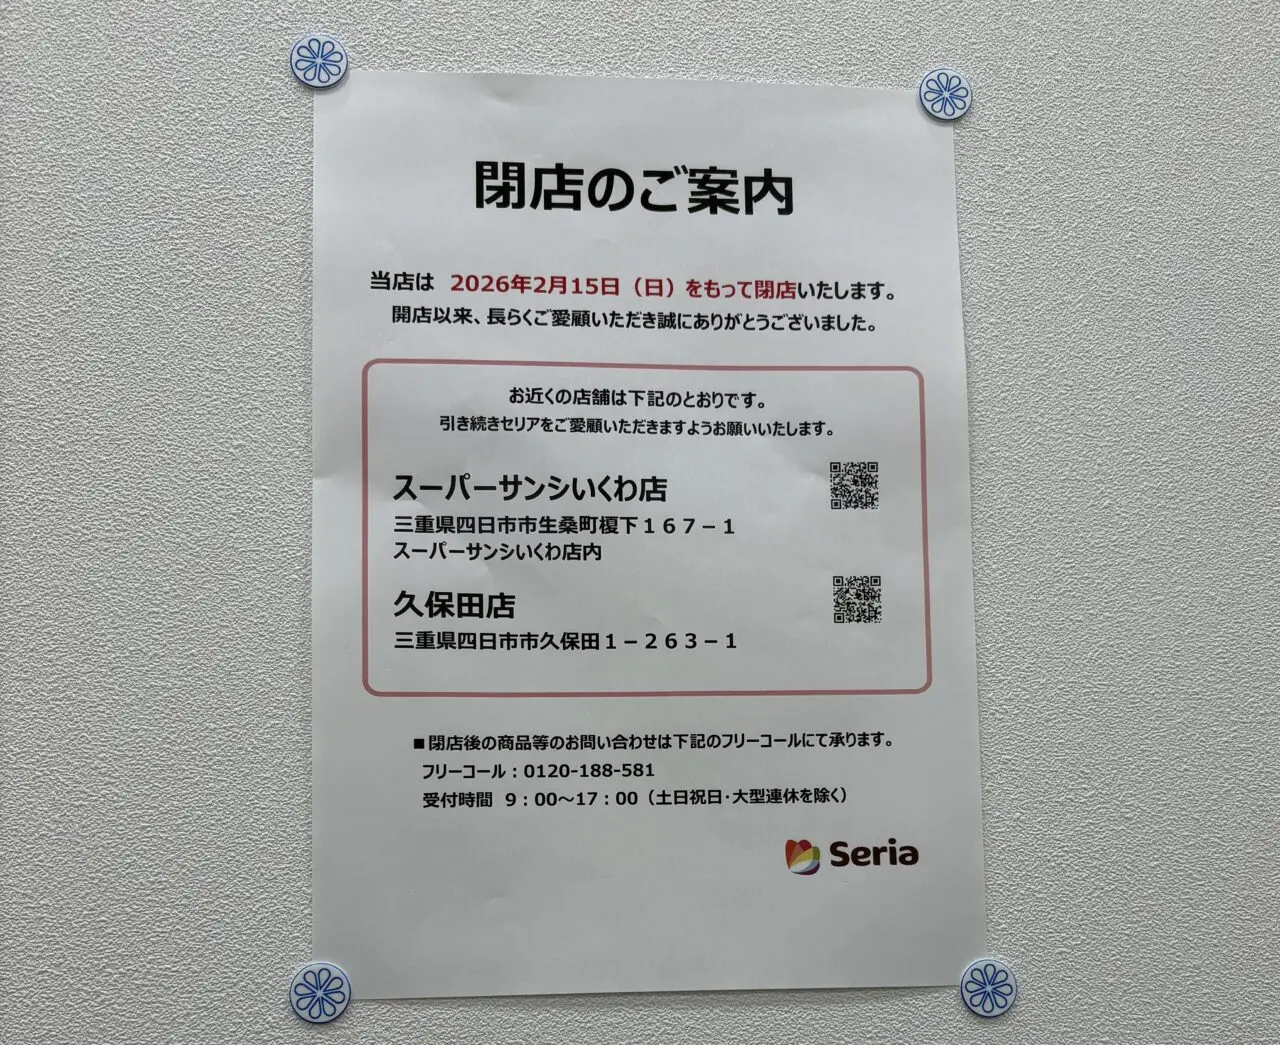 閉店のご案内
当店は 2026年2月15日（日）をもって閉店いたします。
開店以来、長らくご愛顧いただき誠にありがとうございました。
お近くの店舗は下記のとおりです。
引き続きセリアをご愛顧いただきますようお願いいたします。
スーパーサンシいくわ店
三重県四日市市生桑町榎下１６７－１
スーパーサンシいくわ店内
久保田店
三重県四日市市久保田１－２６３－１
■閉店後の商品等のお問い合わせは下記のフリーコールにて承ります。
フリーコール：0120-188-581
受付時間 9：00～17：00（土日祝日・大型連休を除く）
Seria